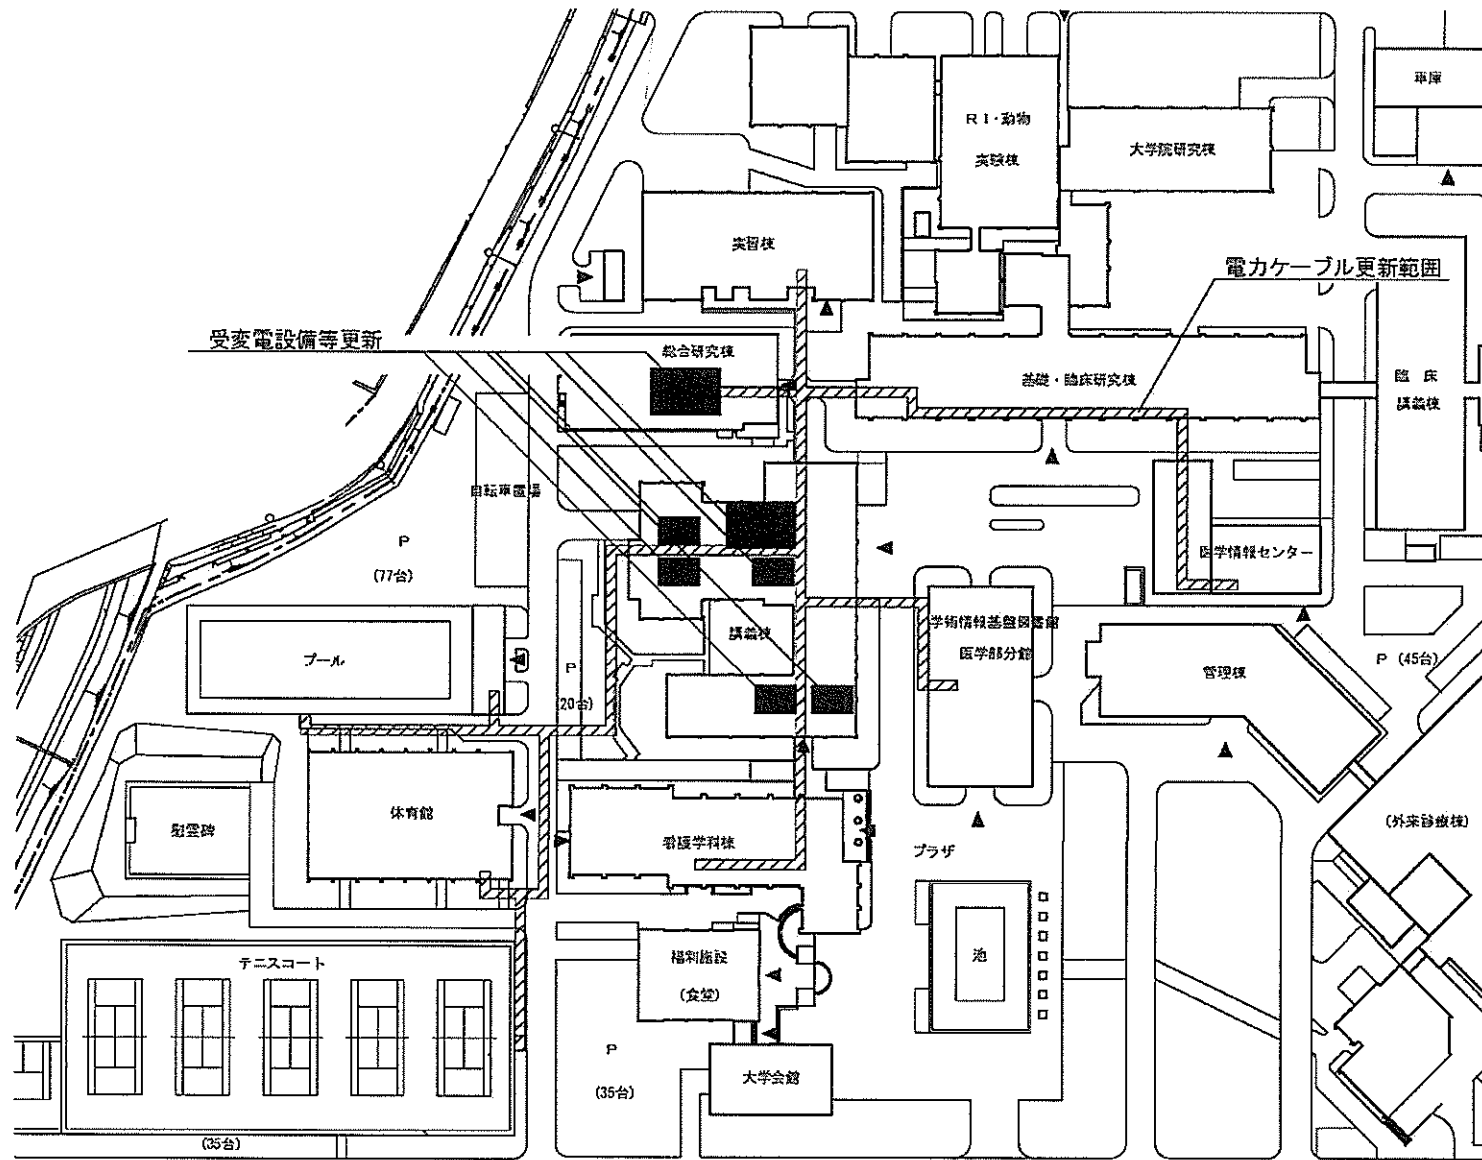 車庫
RI・動物
実験棟
大学院研究棟
実習棟
電力ケーブル更新範囲
受変電設備等更新
総合研究棟
基礎・臨床研究棟
臨床
講義棟
自転車置場
P
(77台)
医学情報センター
学術情報基盤図書館
医学部分館
講義棟
プール
P
(20台)
管理棟
P (45台)
体育館
慰霊碑
看護学科棟
プラザ
(外来診療棟)
テニスコート
福利施設
(食堂)
池
P
(35台)
大学会館
(35台)